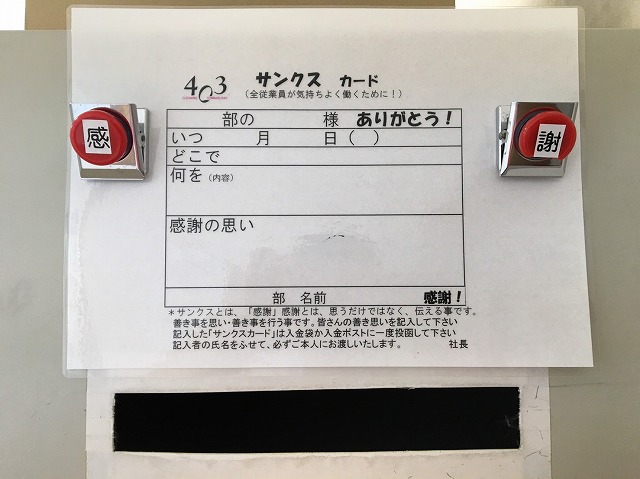 403 サンクス カード
(全従業員が気持ちよく働くために!)
感
謝
部の 様 ありがとう!
いつ 月 日( )
どこで
何を(内容)
感謝の思い
部 名前 感謝!
*サンクスとは、「感謝」感謝とは、思うだけではなく、伝える事です。
善き事を思い・善き事を行う事です。皆さんの善き思いを記入して下さい
記入した「サンクスカード」は入金袋か入金ポストに一度投函して下さい
記入者の氏名をふせて、必ずご本人にお渡しいたします。 社長